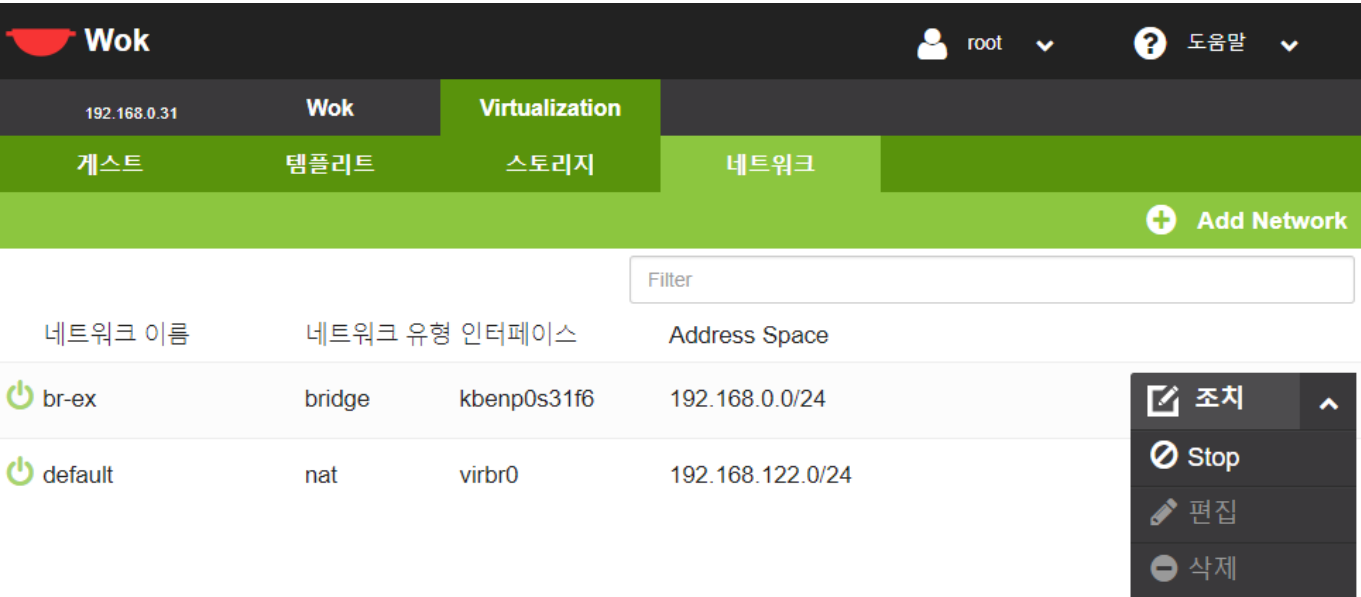 Wok root 도움말
192.168.0.31 Wok Virtualization
게스트 템플리트 스토리지 네트워크
Add Network
Filter
네트워크 이름 네트워크 유형 인터페이스 Address Space
br-ex bridge kbenp0s31f6 192.168.0.0/24 조치
Stop
default nat virbr0 192.168.122.0/24
편집
삭제